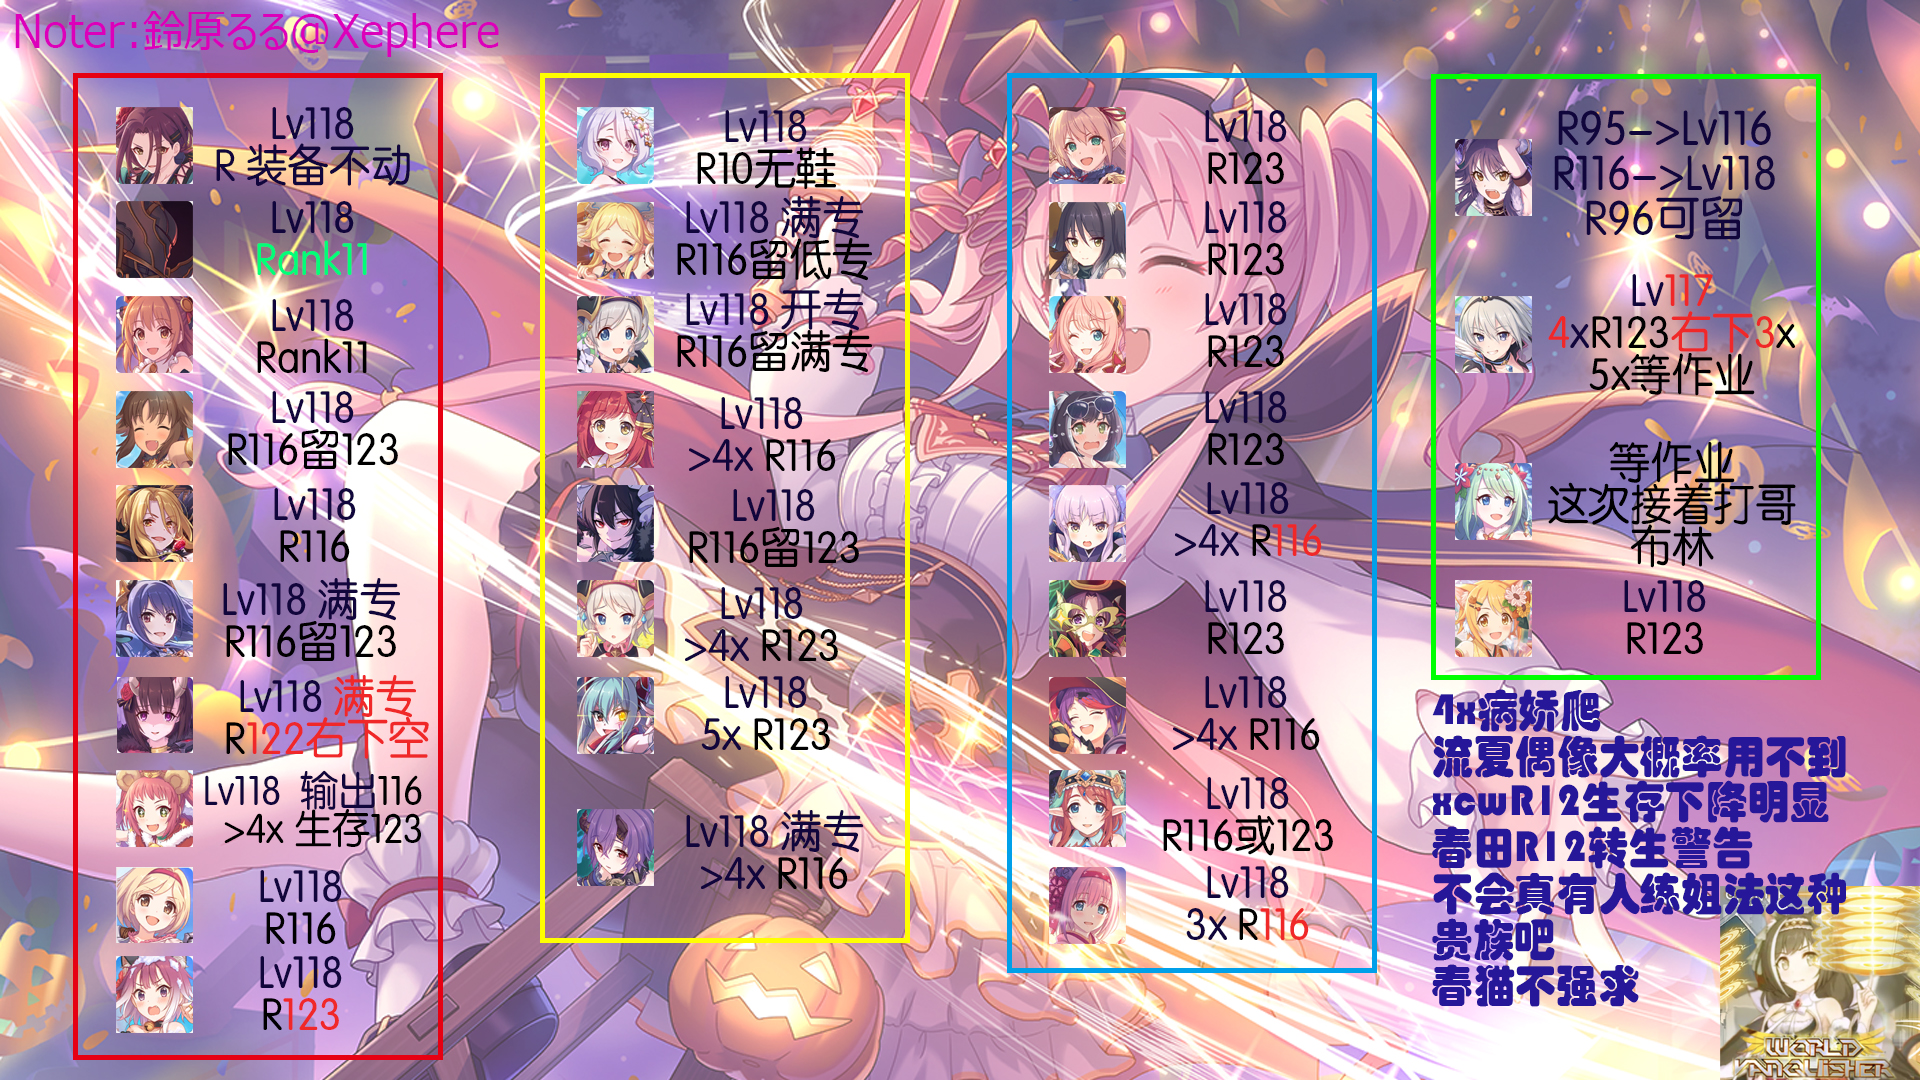 Noter:鈴原るる@Xephere
Lv118
R 装备不动
Lv118
Rank11
Lv118
Rank11
Lv118
R116留123
Lv118
R116
Lv118 满专
R116留123
Lv118 满专
R122右下空
Lv118 输出116
>4x 生存123
Lv118
R116
Lv118
R123
Lv118
R10无鞋
Lv118 满专
R116留低专
Lv118 开专
R116留满专
Lv118
>4x R116
Lv118
R116留123
Lv118
>4x R123
Lv118
5x R123
Lv118 满专
>4x R116
Lv118
R123
Lv118
R123
Lv118
R123
Lv118
R123
Lv118
>4x R116
Lv118
R123
Lv118
>4x R116
Lv118
R116或123
Lv118
3x R116
R95->Lv116
R116->Lv118
R96可留
Lv117
4xR123右下3x
5x等作业
等作业
这次接着打哥
布林
Lv118
R123
4x病娇爬
流夏偶像大概率用不到
xcwR12生存下降明显
春田R12转生警告
不会真有人练姐法这种
贵族吧
春猫不强求
WORLD
VANQUISHER